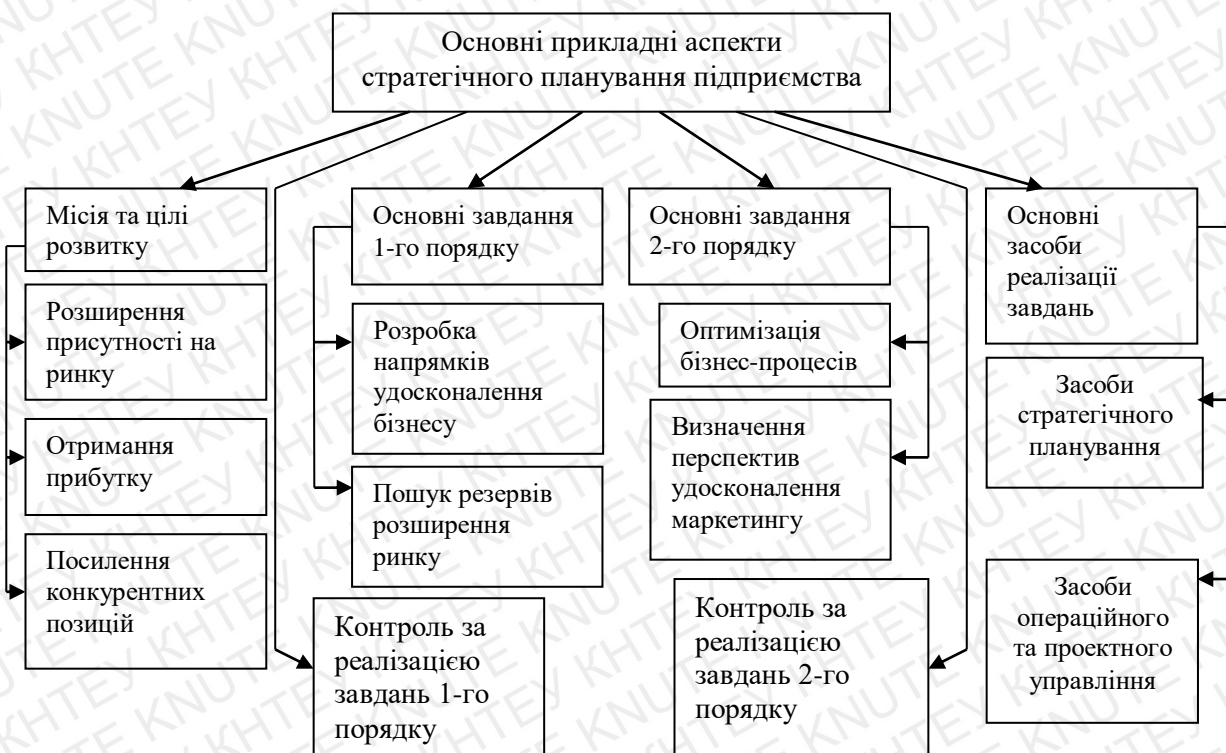 Основні прикладні аспекти
стратегічного планування підприємства
Місія та цілі
розвитку
Розширення
присутності на
ринку
Отримання
прибутку
Посилення
конкурентних
позицій
Основні завдання
1-го порядку
Розробка
напрямків
удосконалення
бізнесу
Пошук резервів
розширення
ринку
Контроль за
реалізацією
завдань 1-го
порядку
Основні завдання
2-го порядку
Оптимізація
бізнес-процесів
Визначення
перспектив
удосконалення
маркетингу
Контроль за
реалізацією
завдань 2-го
порядку
Основні
засоби
реалізації
завдань
Засоби
стратегічного
планування
Засоби
операційного
та проектного
управління